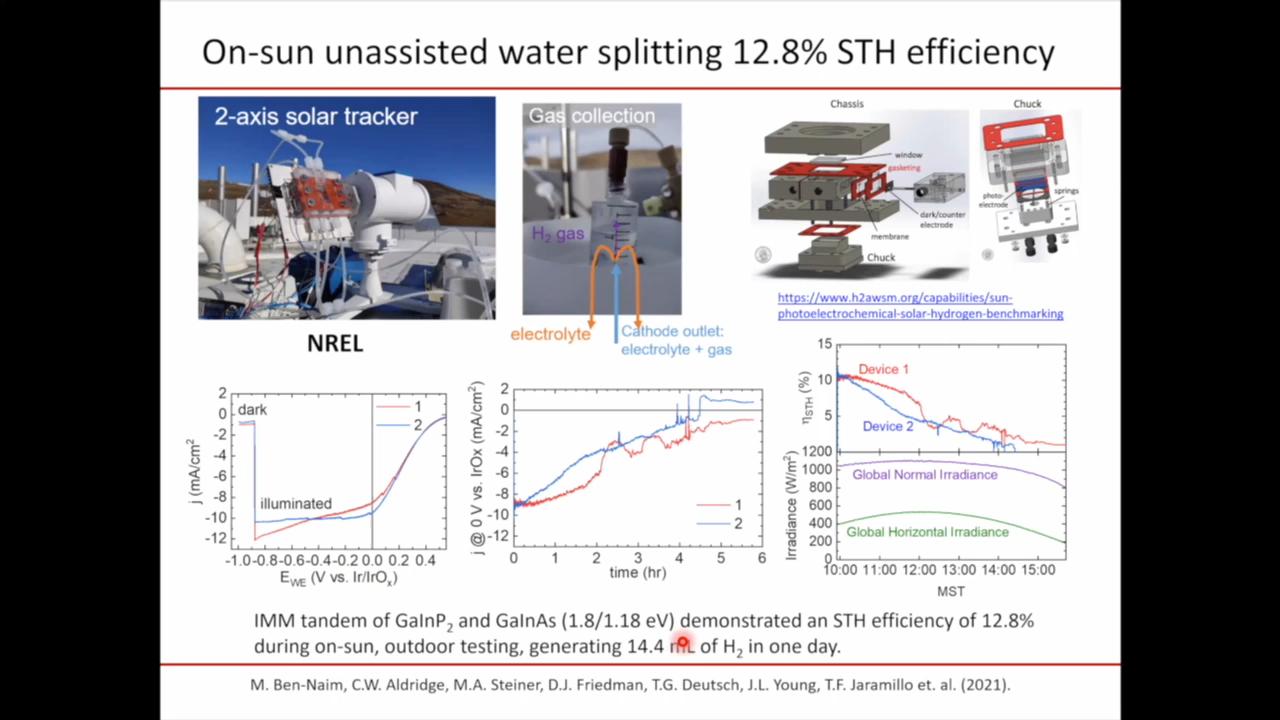 On-sun unassisted water splitting 12.8% STH efficiency
2-axis solar tracker
NREL
Gas collection
H2 gas
electrolyte
Cathode outlet:
electrolyte + gas
Chassis
window
gasketing
dark/counter
electrode
membrane
Chuck
Chuck
photo-
electrode
springs
https://www.h2awsm.org/capabilities/sun-
photoelectrochemical-solar-hydrogen-benchmarking
2
0
-2
-4
-6
-8
-10
-12
j (mA/cm2)
dark
illuminated
1
2
-1.0 -0.8 -0.6 -0.4 -0.2 0.0 0.2 0.4
EWE (V vs. Ir/IrOx)
2
0
-2
-4
-6
-8
-10
-12
j @ 0 V vs. IrOx (mA/cm2)
1
2
0 1 2 3 4 5 6
time (hr)
15
10
5
ηSTH (%)
Device 1
Device 2
1200
1000
800
600
400
200
0
Irradiance (W/m2)
Global Normal Irradiance
Global Horizontal Irradiance
10:00 11:00 12:00 13:00 14:00 15:00
MST
IMM tandem of GaInP2 and GaInAs (1.8/1.18 eV) demonstrated an STH efficiency of 12.8%
during on-sun, outdoor testing, generating 14.4 mL of H2 in one day.
M. Ben-Naim, C.W. Aldridge, M.A. Steiner, D.J. Friedman, T.G. Deutsch, J.L. Young, T.F. Jaramillo et. al. (2021).